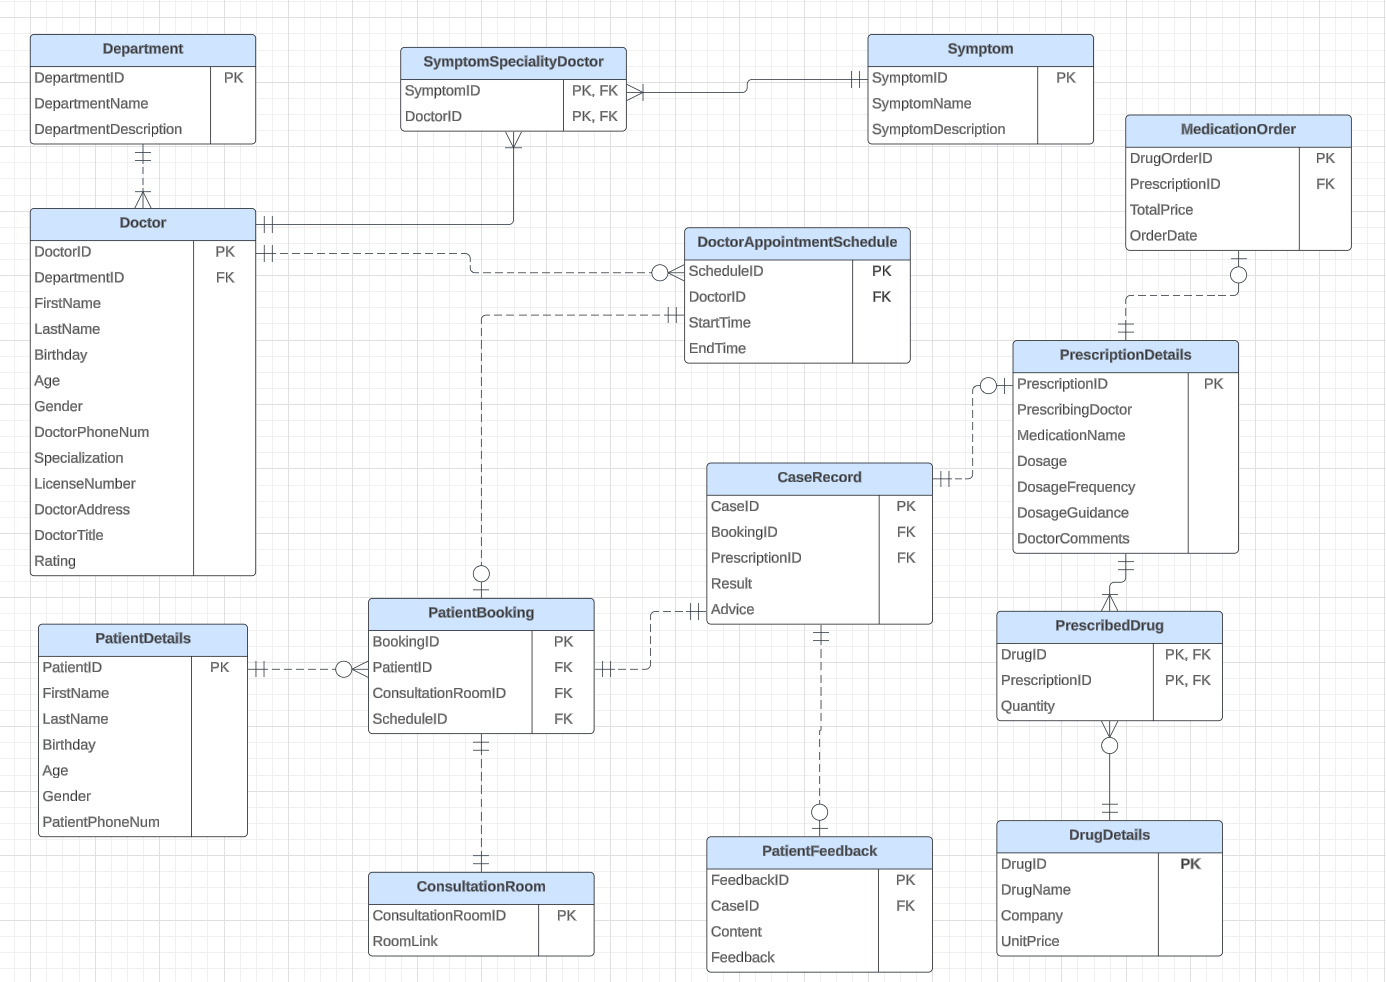 Department
DepartmentID PK
DepartmentName
DepartmentDescription
SymptomSpecialityDoctor
SymptomID PK, FK
DoctorID PK, FK
Symptom
SymptomID PK
SymptomName
SymptomDescription
MedicationOrder
DrugOrderID PK
PrescriptionID FK
TotalPrice
OrderDate
Doctor
DoctorID PK
DepartmentID FK
FirstName
LastName
Birthday
Age
Gender
DoctorPhoneNum
Specialization
LicenseNumber
DoctorAddress
DoctorTitle
Rating
DoctorAppointmentSchedule
ScheduleID PK
DoctorID FK
StartTime
EndTime
PrescriptionDetails
PrescriptionID PK
PrescribingDoctor
MedicationName
Dosage
DosageFrequency
DosageGuidance
DoctorComments
CaseRecord
CaseID PK
BookingID FK
PrescriptionID FK
Result
Advice
PatientBooking
BookingID PK
PatientID FK
ConsultationRoomID FK
ScheduleID FK
PatientDetails
PatientID PK
FirstName
LastName
Birthday
Age
Gender
PatientPhoneNum
PrescribedDrug
DrugID PK, FK
PrescriptionID PK, FK
Quantity
ConsultationRoom
ConsultationRoomID PK
RoomLink
PatientFeedback
FeedbackID PK
CaseID FK
Content
Feedback
DrugDetails
DrugID PK
DrugName
Company
UnitPrice